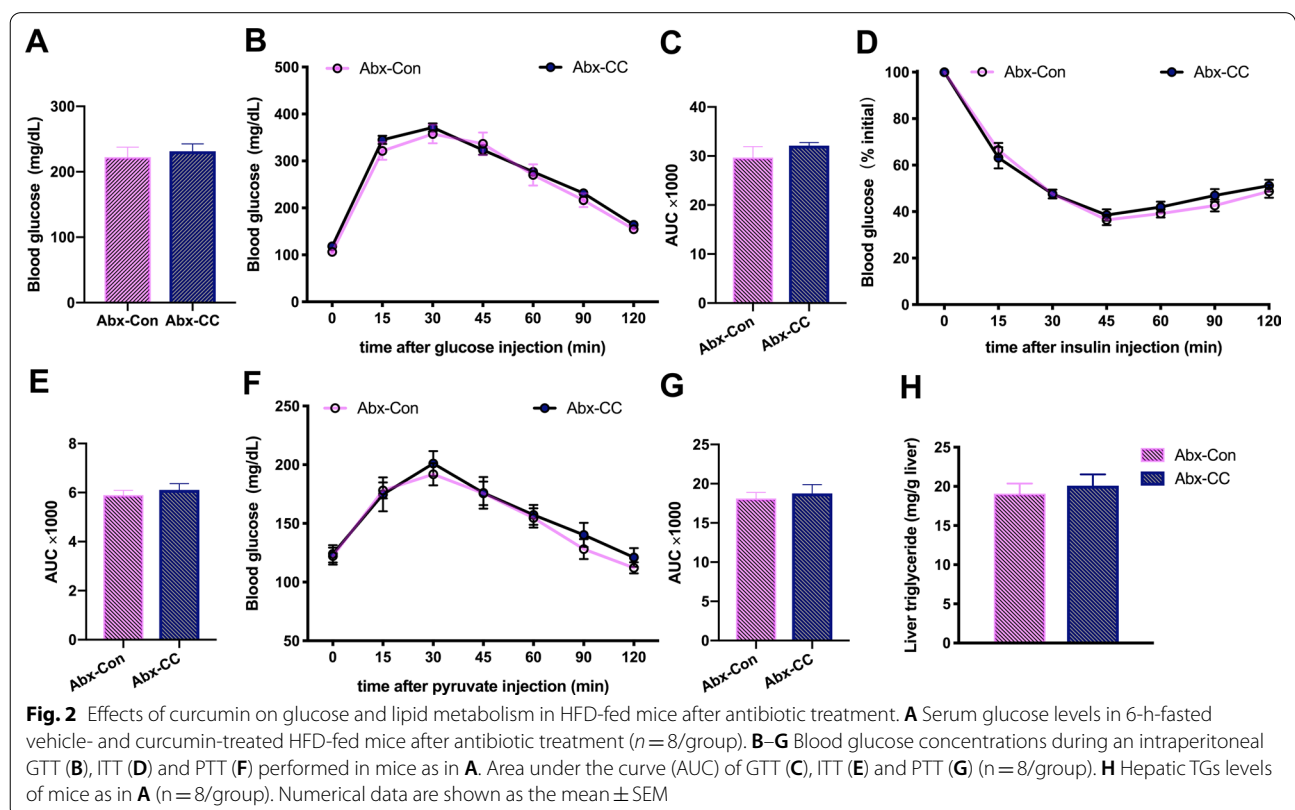 A
Blood glucose (mg/dL)
300
200
100
0
Abx-Con Abx-CC
B
Abx-Con Abx-CC
Blood glucose (mg/dL)
500
400
300
200
100
0
0 15 30 45 60 90 120
time after glucose injection (min)
C
AUC ×1000
40
30
20
10
0
Abx-Con
Abx-CC
D
Abx-Con Abx-CC
Blood glucose (% initial)
100
80
60
40
20
0
0 15 30 45 60 90 120
time after insulin injection (min)
E
AUC ×1000
8
6
4
2
0
Abx-Con
Abx-CC
F
Abx-Con Abx-CC
Blood glucose (mg/dL)
250
200
150
100
50
0 15 30 45 60 90 120
time after pyruvate injection (min)
G
AUC ×1000
25
20
15
10
5
0
Abx-Con
Abx-CC
H
Liver triglyceride (mg/g liver)
25
20
15
10
5
0
Abx-Con
Abx-CC
Fig. 2 Effects of curcumin on glucose and lipid metabolism in HFD-fed mice after antibiotic treatment. A Serum glucose levels in 6-h-fasted
vehicle- and curcumin-treated HFD-fed mice after antibiotic treatment (n = 8/group). B–G Blood glucose concentrations during an intraperitoneal
GTT (B), ITT (D) and PTT (F) performed in mice as in A. Area under the curve (AUC) of GTT (C), ITT (E) and PTT (G) (n = 8/group). H Hepatic TGs levels
of mice as in A (n = 8/group). Numerical data are shown as the mean ± SEM